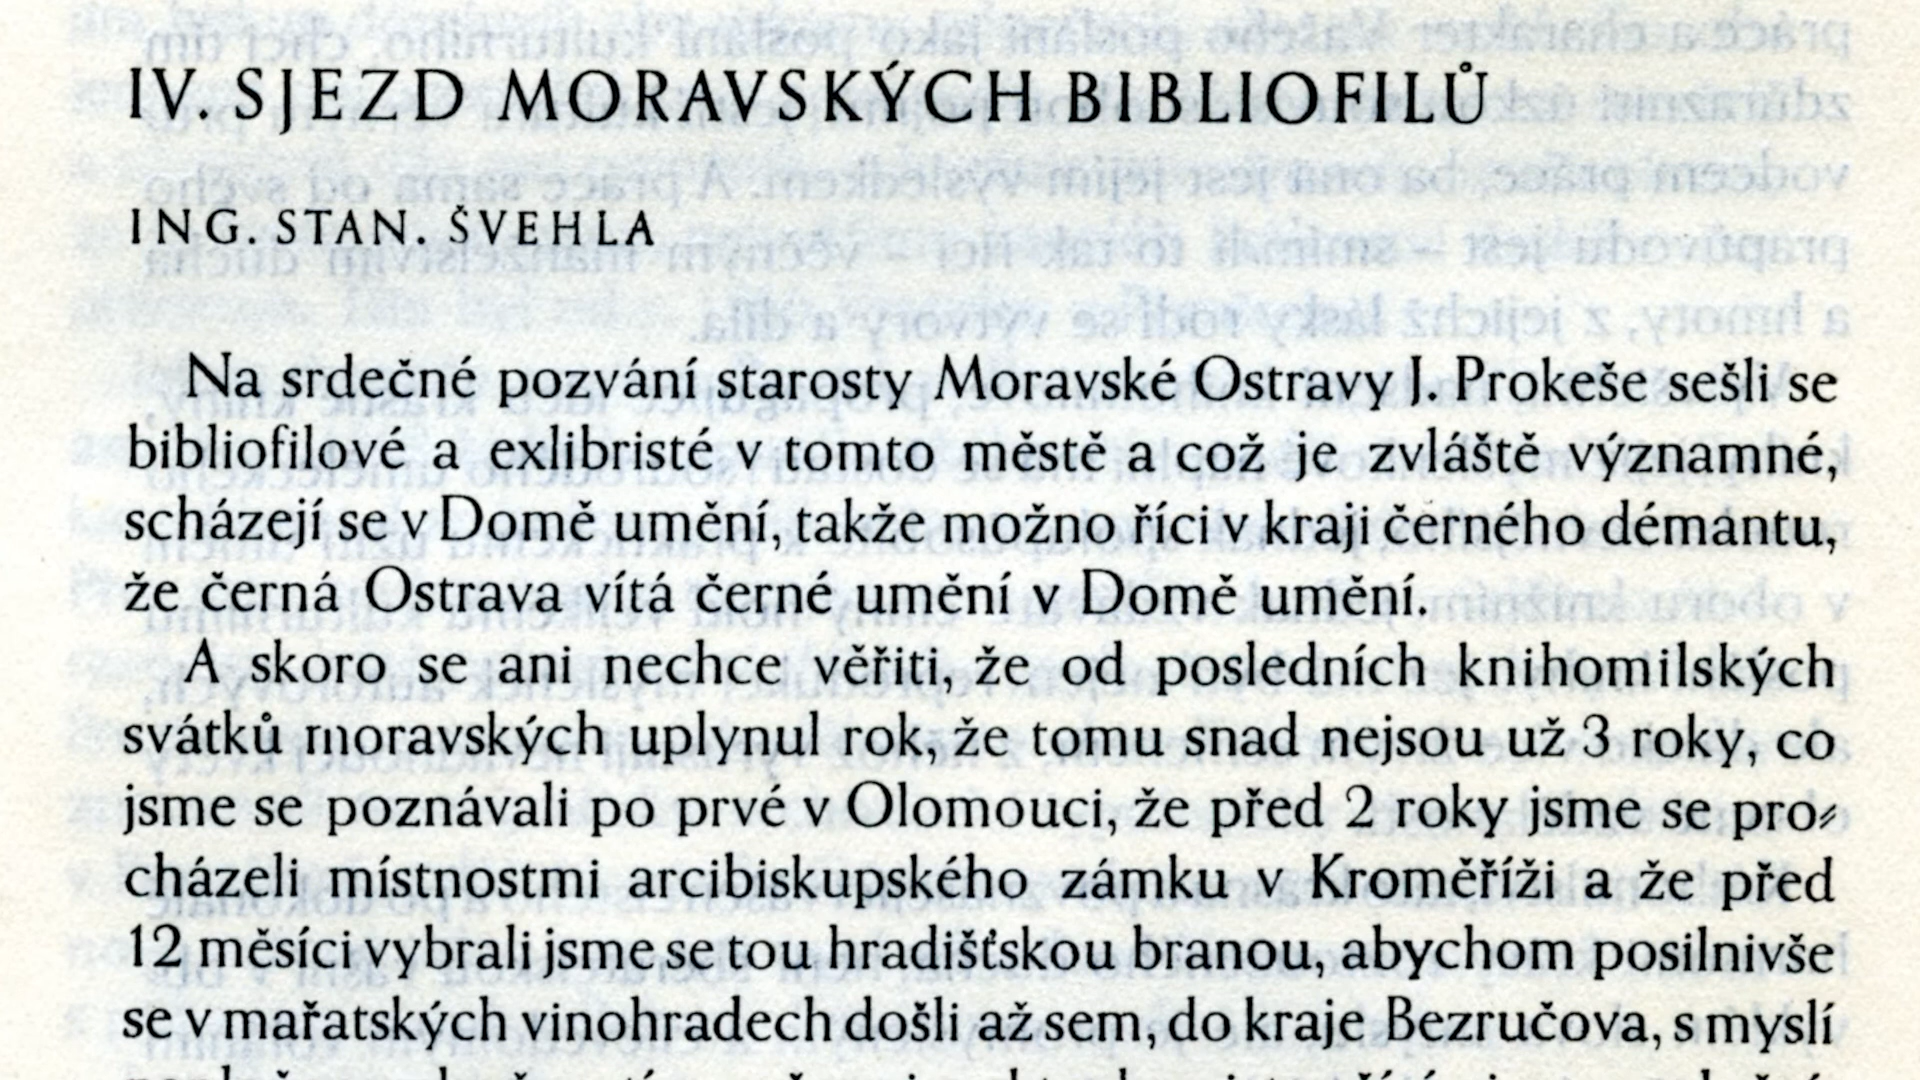 IV. SJEZD MORAVSKÝCH BIBLIOFILŮ
ING. STAN. ŠVEHLA
Na srdečné pozvání starosty Moravské Ostravy J. Prokeše sešli se
bibliofilové a exlibristé v tomto městě a což je zvláště významné,
scházejí se v Domě umění, takže možno říci v kraji černého démantu,
že černá Ostrava vítá černé umění v Domě umění.
A skoro se ani nechce věřiti, že od posledních knihomilských
svátků moravských uplynul rok, že tomu snad nejsou už 3 roky, co
jsme se poznávali po prvé v Olomouci, že před 2 roky jsme se pro-
cházeli místnostmi arcibiskupského zámku v Kroměříži a že před
12 měsíci vybrali jsme se tou hradišťskou branou, abychom posilnivše
se v mařatských vinohradech došli až sem, do kraje Bezručova, s myslí